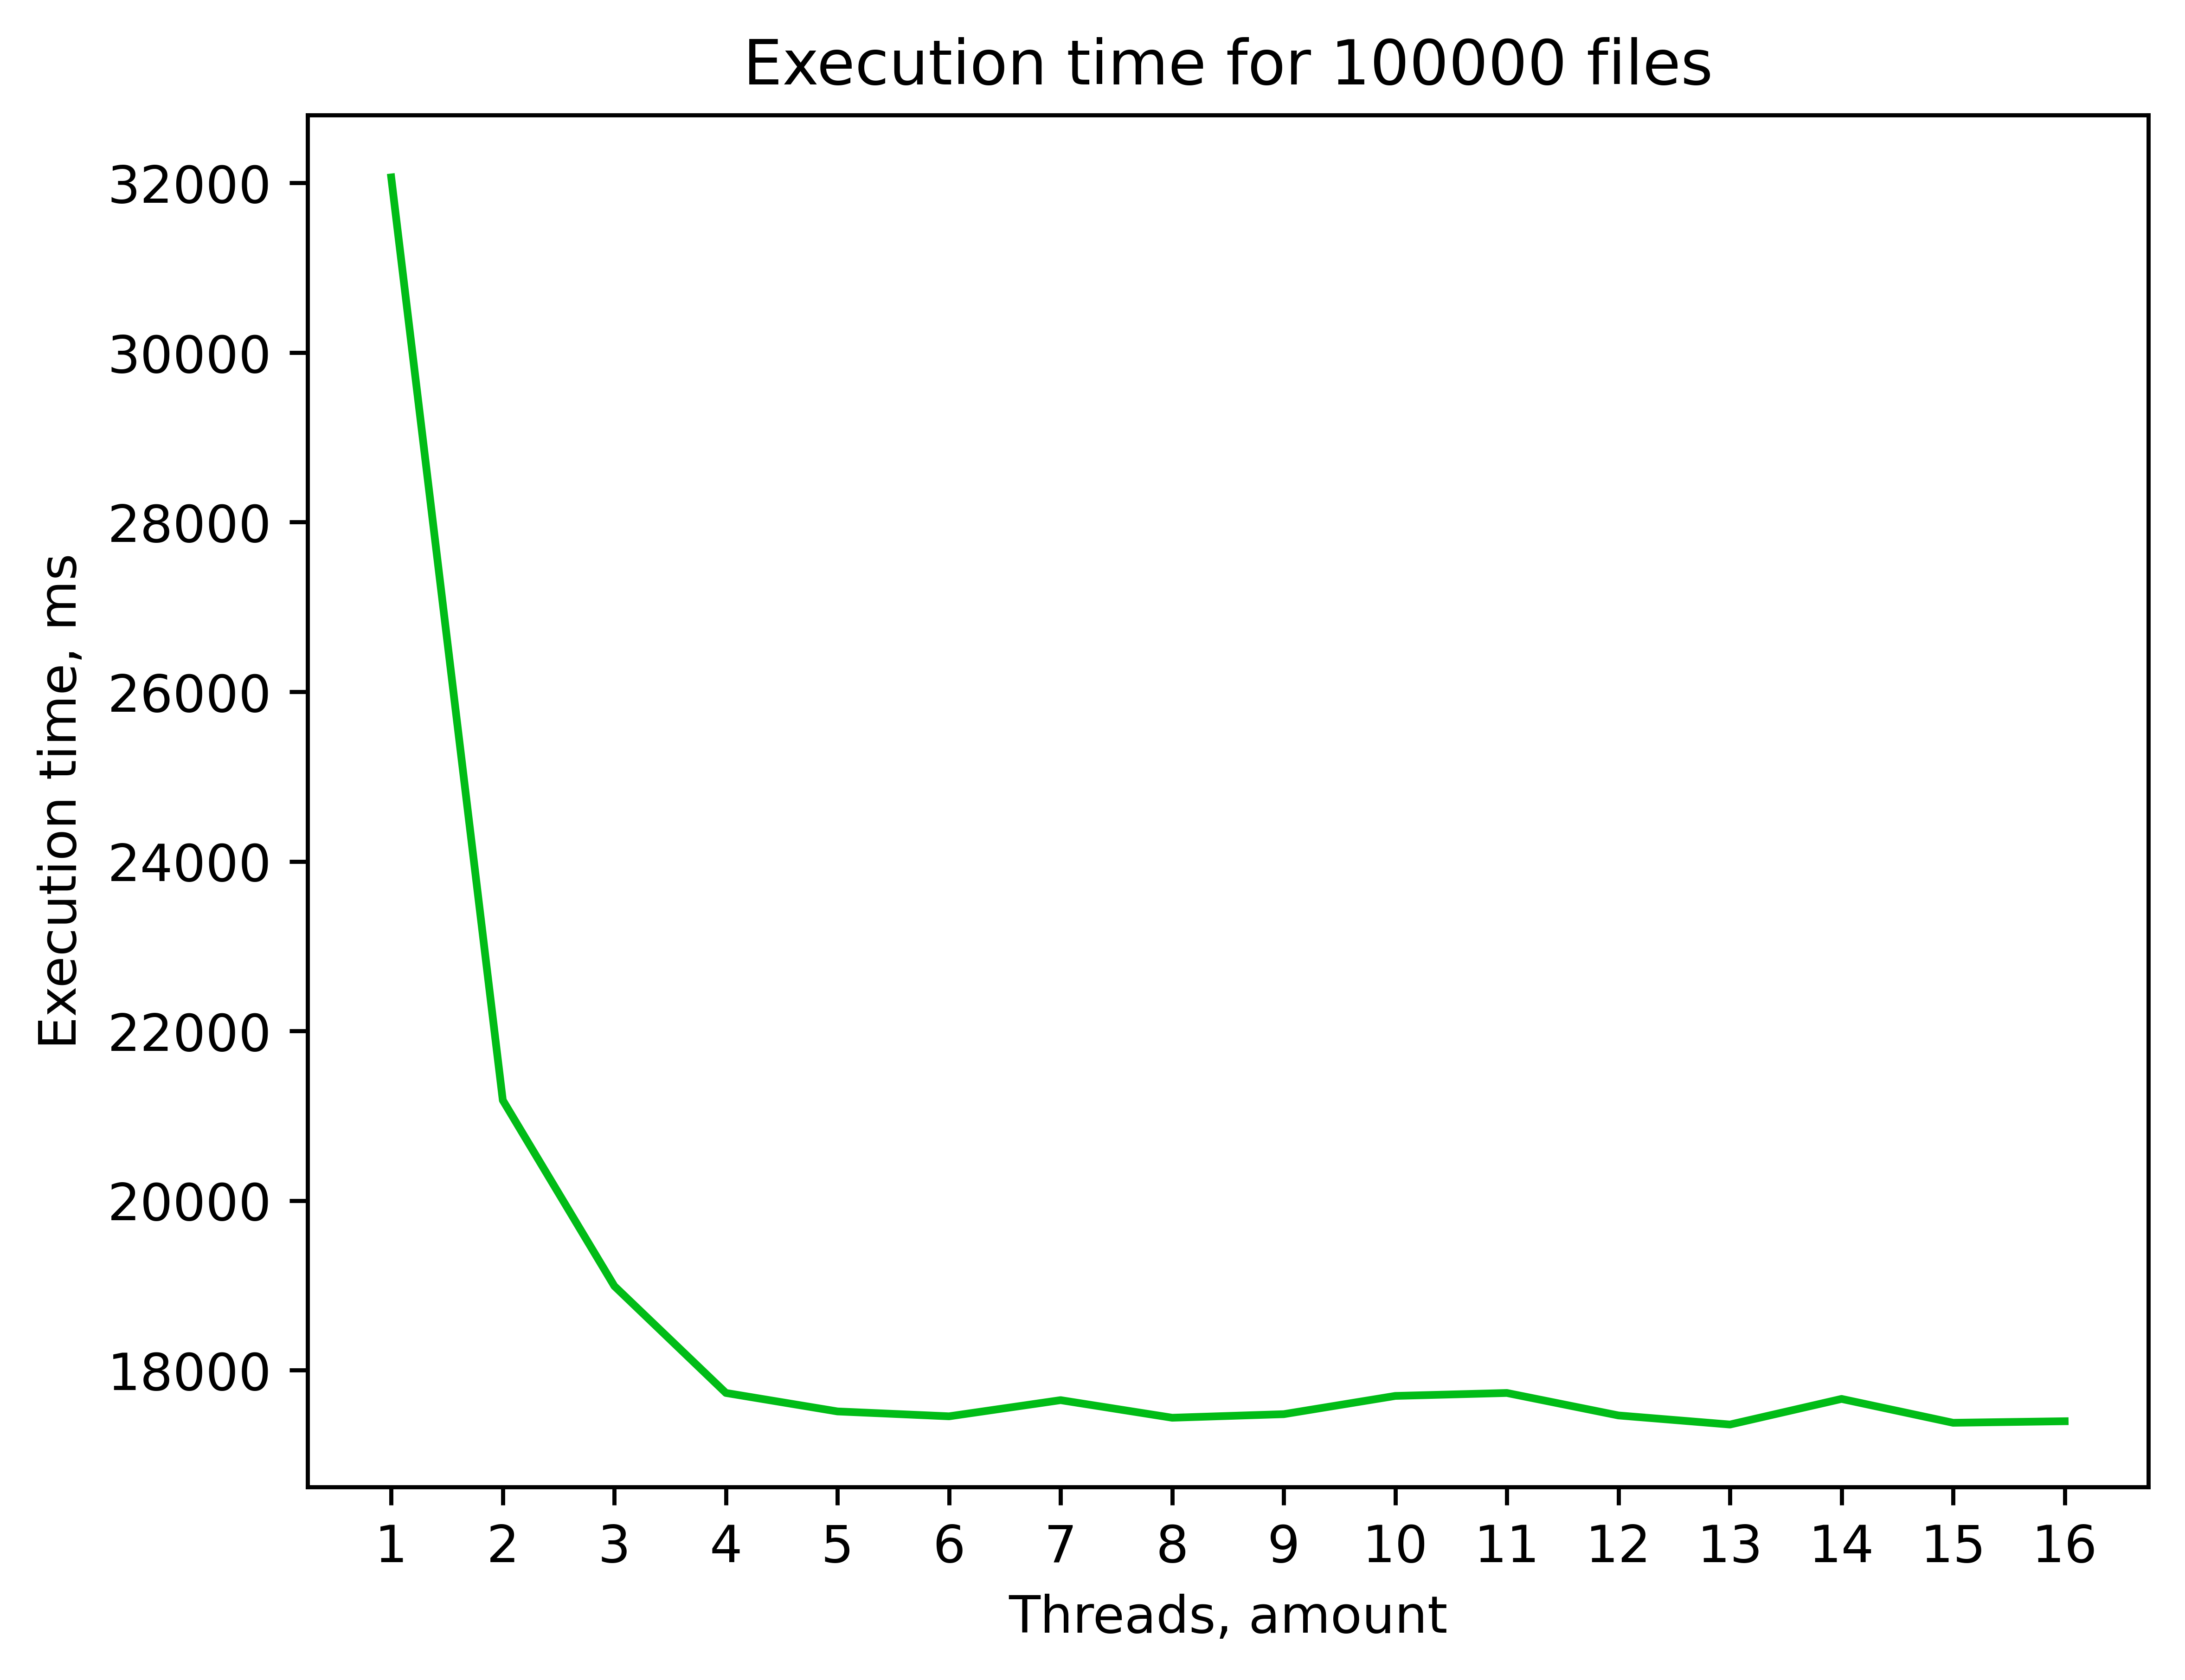 Execution time for 100000 files
Execution time, ms
32000
30000
28000
26000
24000
22000
20000
18000
1 2 3 4 5 6 7 8 9 10 11 12 13 14 15 16
Threads, amount